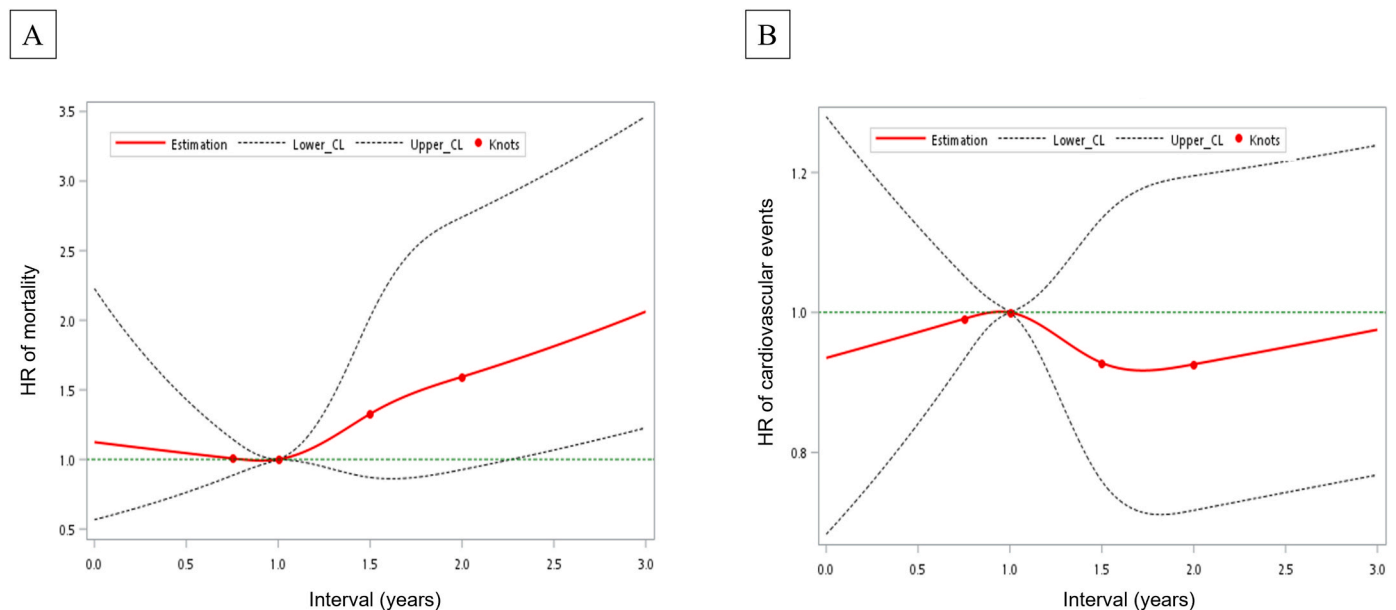 A
3.5
3.0
2.5
2.0
1.5
1.0
0.5
HR of mortality
Estimation Lower_CL Upper_CL Knots
0.0 0.5 1.0 1.5 2.0 2.5 3.0
Interval (years)
B
1.2
1.0
0.8
HR of cardiovascular events
Estimation Lower_CL Upper_CL Knots
0.0 0.5 1.0 1.5 2.0 2.5 3.0
Interval (years)